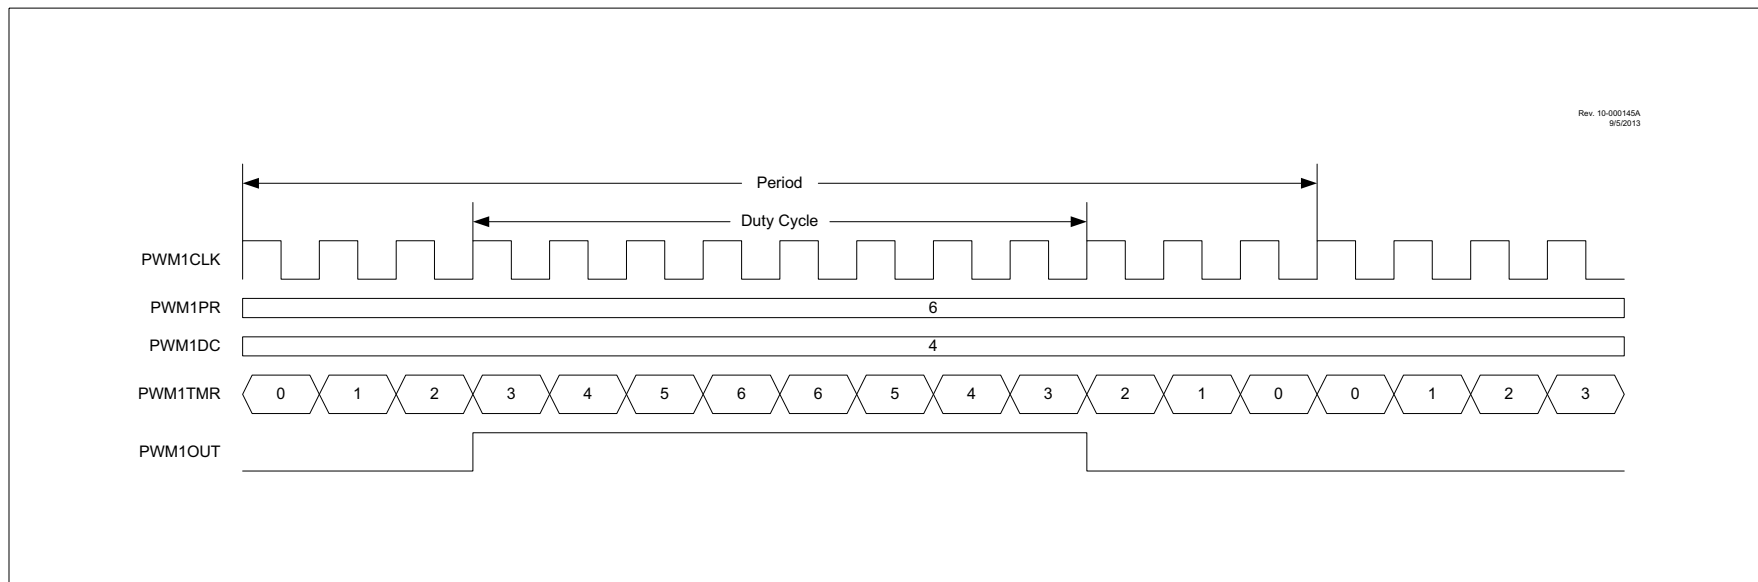 Rev. 10-000145A
9/5/2013
Period
Duty Cycle
PWM1CLK
PWM1PR 6
PWM1DC 4
PWM1TMR 0 1 2 3 4 5 6 6 5 4 3 2 1 0 0 1 2 3
PWM1OUT